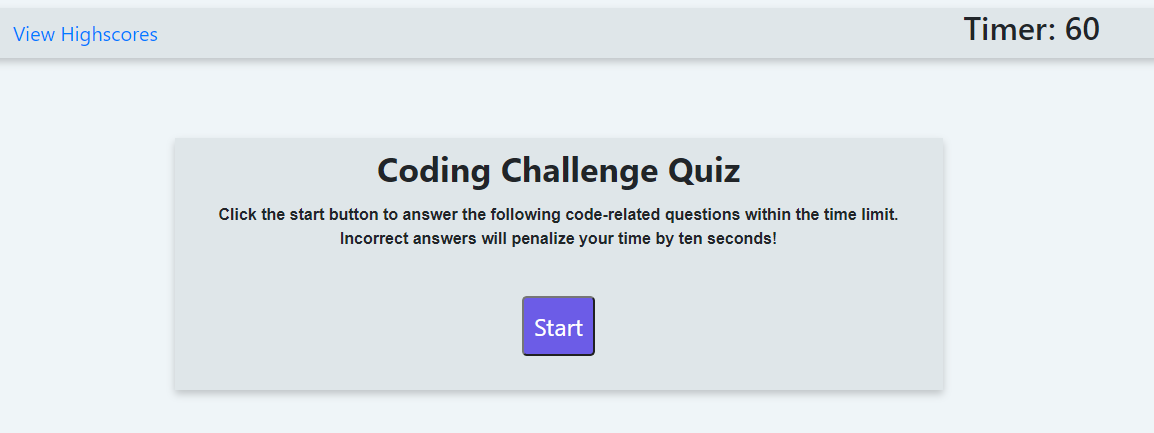 View Highscores
Timer: 60
Coding Challenge Quiz
Click the start button to answer the following code-related questions within the time limit.
Incorrect answers will penalize your time by ten seconds!
Start